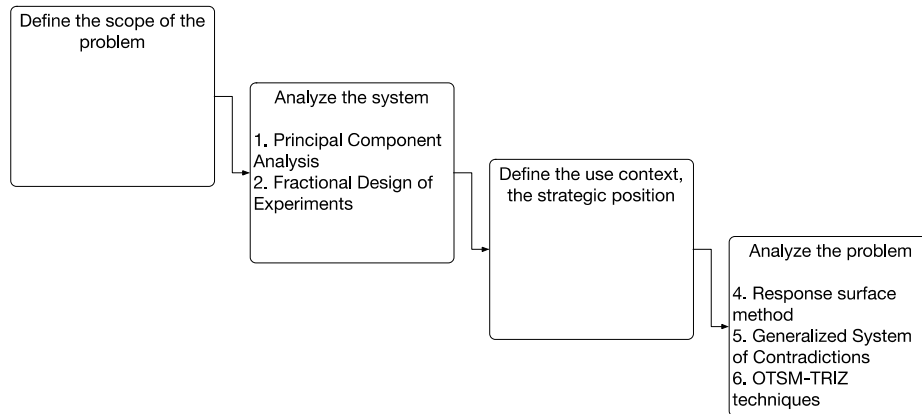 Define the scope of the
problem
Analyze the system
1. Principal Component
Analysis
2. Fractional Design of
Experiments
Define the use context,
the strategic position
Analyze the problem
4. Response surface
method
5. Generalized System
of Contradictions
6. OTSM-TRIZ
techniques